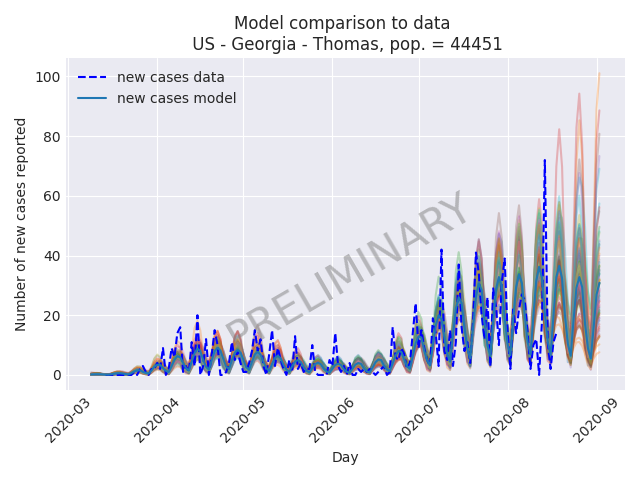 Model comparison to data
US - Georgia - Thomas, pop. = 44451
new cases data
new cases model
PRELIMINARY
Number of new cases reported
100
80
60
40
20
0
2020-03
2020-04
2020-05
2020-06
2020-07
2020-08
2020-09
Day